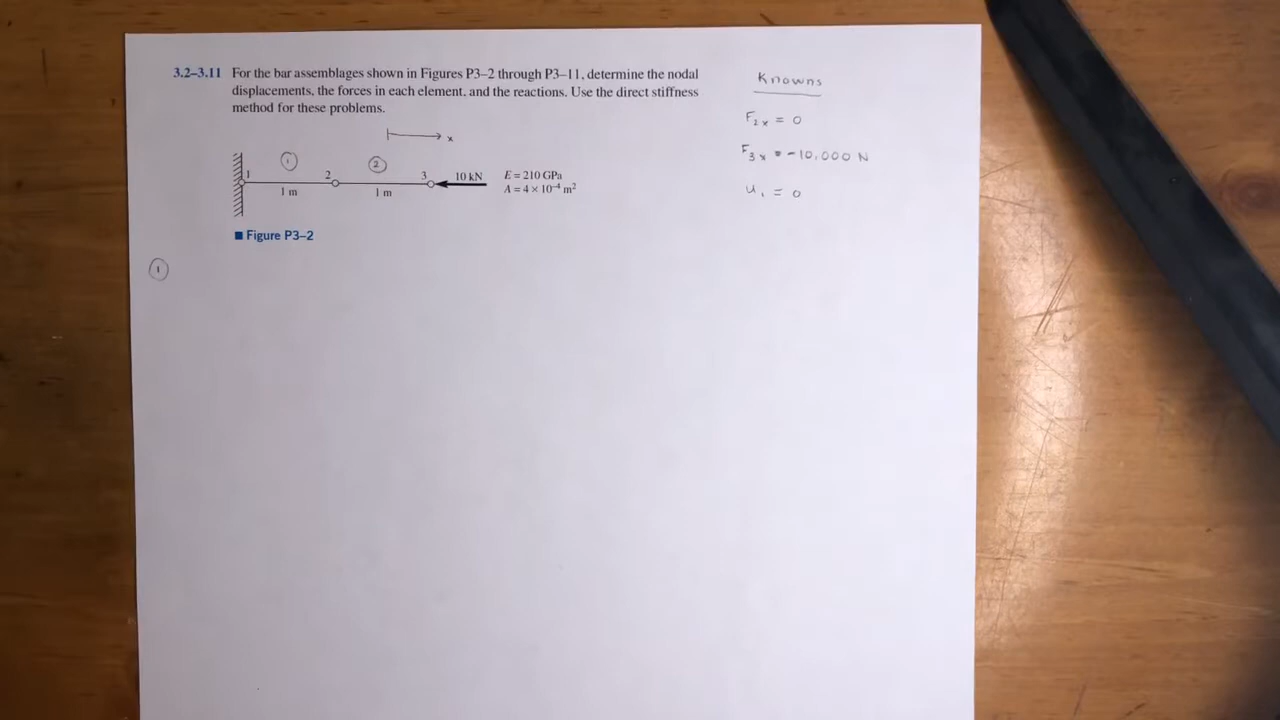 3.2–3.11 For the bar assemblages shown in Figures P3–2 through P3–11, determine the nodal
displacements, the forces in each element, and the reactions. Use the direct stiffness
method for these problems.
x
1 2
1 2 3 10 kN E = 210 GPa
1 m 1 m A = 4 × 10⁻⁴ m²
■ Figure P3–2
1
Knowns
F₂ₓ = 0
F₃ₓ = -10,000 N
u₁ = 0